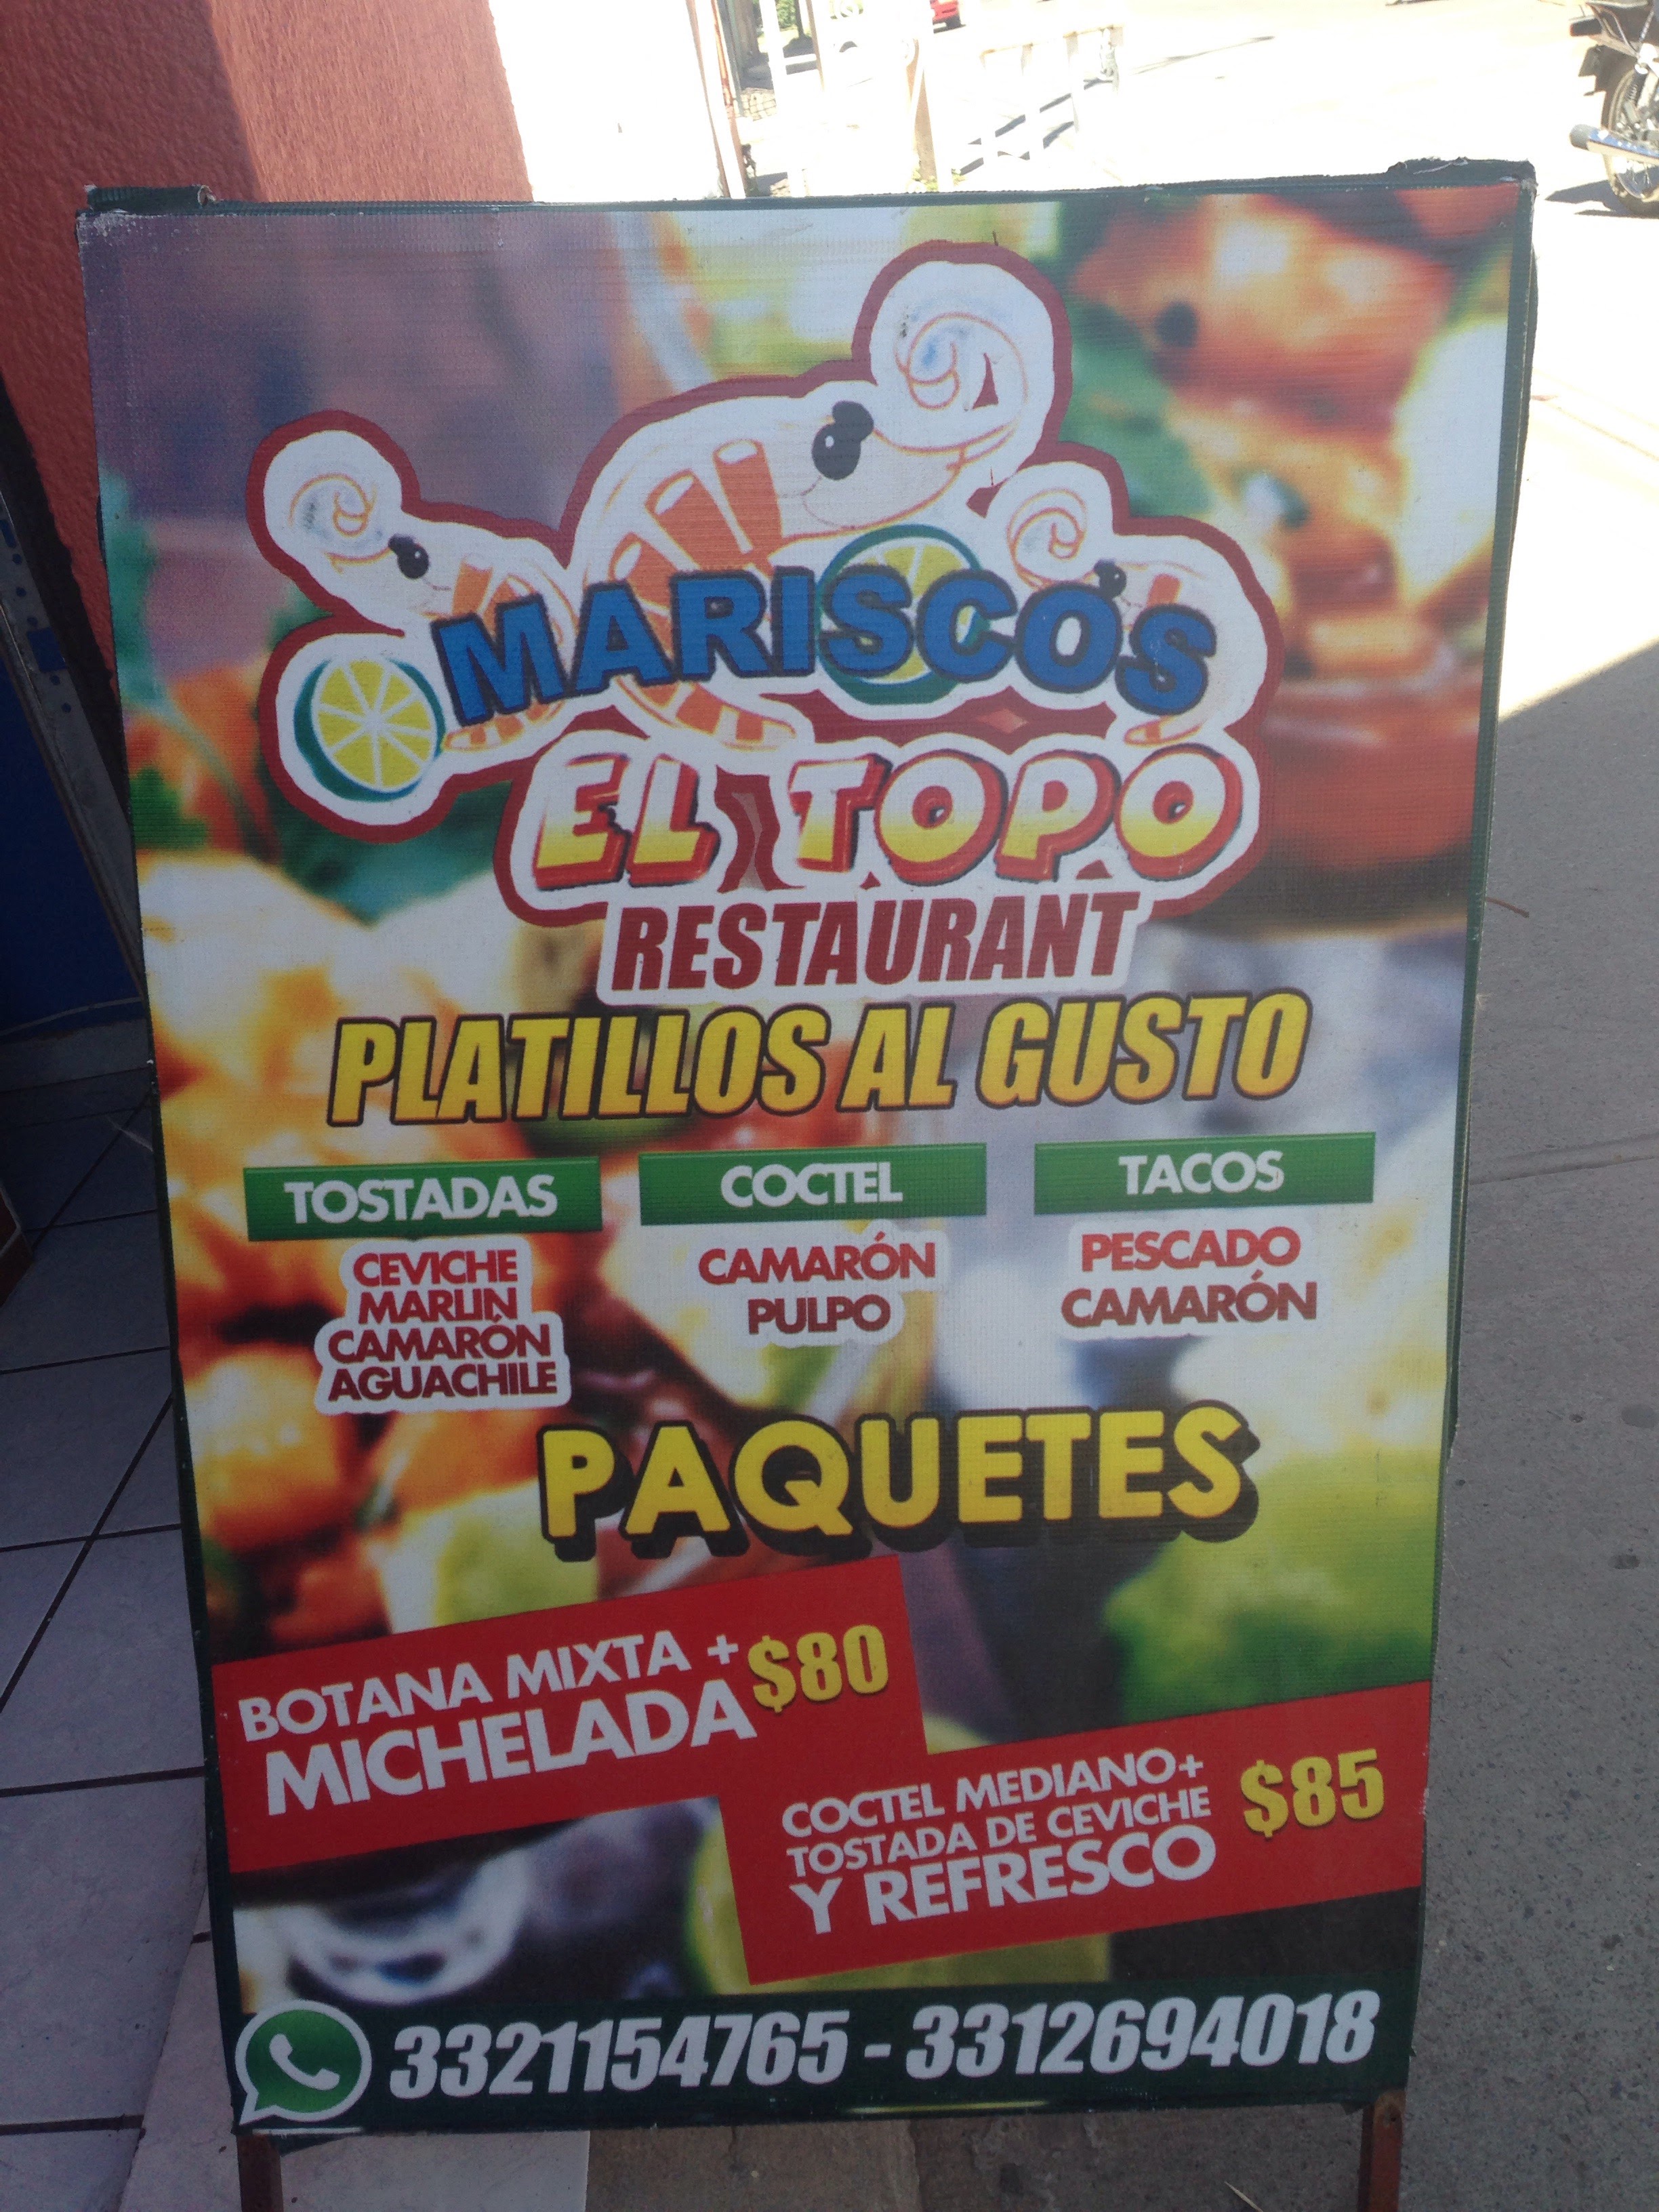 MARISCO'S
EL TOPO
RESTAURANT
PLATILLOS AL GUSTO
TOSTADAS
CEVICHE
MARLIN
CAMARÓN
AGUACHILE
COCTEL
CAMARÓN
PULPO
TACOS
PESCADO
CAMARÓN
PAQUETES
BOTANA MIXTA + $80
MICHELADA
COCTEL MEDIANO+ $85
TOSTADA DE CEVICHE
Y REFRESCO
3321154765 - 3312694018